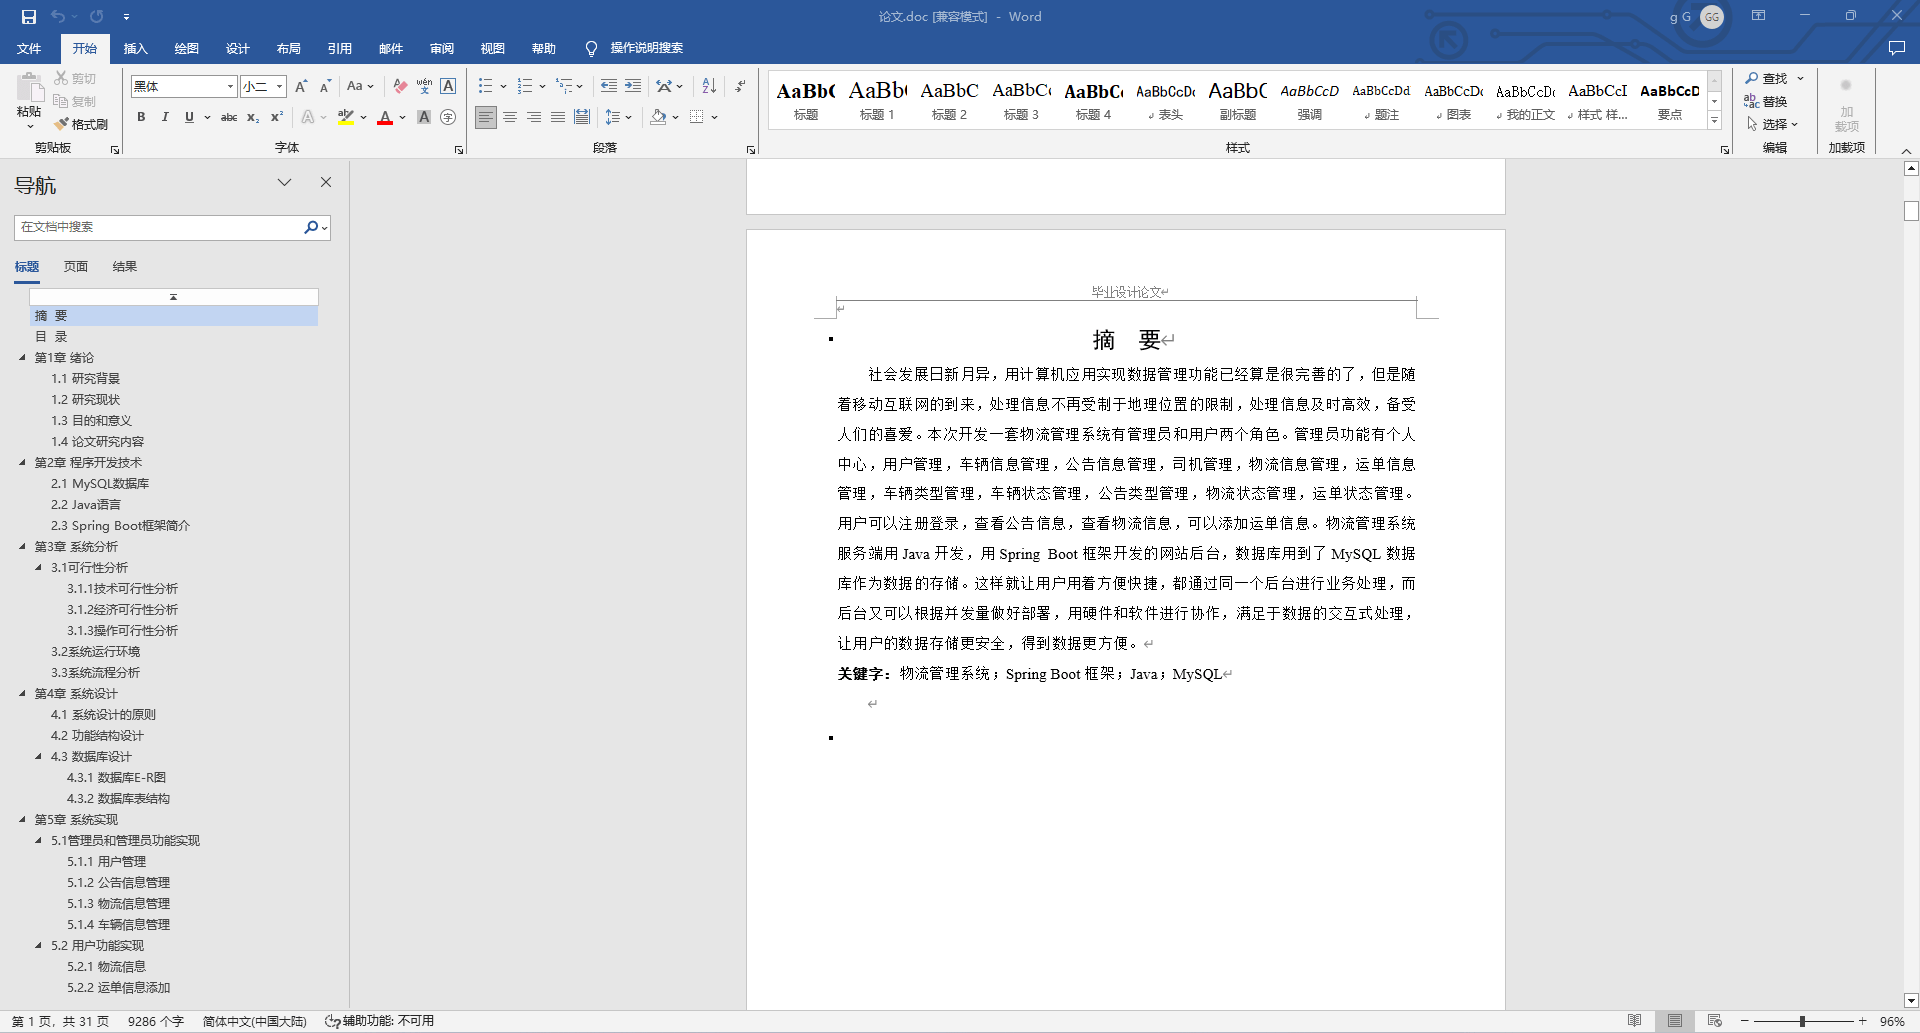 论文.doc [兼容模式] - Word
g G
GG
文件 开始 插入 绘图 设计 布局 引用 邮件 审阅 视图 帮助 操作说明搜索
粘贴
剪切
复制
格式刷
剪贴板
黑体 小二
字体
段落
AaBbC 标题
AaBb 标题 1
AaBbC 标题 2
AaBbC 标题 3
AaBbC 标题 4
AaBbCcDc 表头
AaBbC 副标题
AaBbCcD 强调
AaBbCcDd 题注
AaBbCcDc 图表
AaBbCcDc 我的正文
AaBbCcI 样式 样...
AaBbCcD 要点
样式
查找
替换
选择
编辑
加
载项
加载项
导航
在文档中搜索
标题 页面 结果
摘 要
目 录
第1章 绪论
1.1 研究背景
1.2 研究现状
1.3 目的和意义
1.4 论文研究内容
第2章 程序开发技术
2.1 MySQL数据库
2.2 Java语言
2.3 Spring Boot框架简介
第3章 系统分析
3.1可行性分析
3.1.1技术可行性分析
3.1.2经济可行性分析
3.1.3操作可行性分析
3.2系统运行环境
3.3系统流程分析
第4章 系统设计
4.1 系统设计的原则
4.2 功能结构设计
4.3 数据库设计
4.3.1 数据库E-R图
4.3.2 数据库表结构
第5章 系统实现
5.1管理员和管理员功能实现
5.1.1 用户管理
5.1.2 公告信息管理
5.1.3 物流信息管理
5.1.4 车辆信息管理
5.2 用户功能实现
5.2.1 物流信息
5.2.2 运单信息添加
毕业设计论文
摘 要
社会发展日新月异，用计算机应用实现数据管理功能已经算是很完善的了，但是随
着移动互联网的到来，处理信息不再受制于地理位置的限制，处理信息及时高效，备受
人们的喜爱。本次开发一套物流管理系统有管理员和用户两个角色。管理员功能有个人
中心，用户管理，车辆信息管理，公告信息管理，司机管理，物流信息管理，运单信息
管理，车辆类型管理，车辆状态管理，公告类型管理，物流状态管理，运单状态管理。
用户可以注册登录，查看公告信息，查看物流信息，可以添加运单信息。物流管理系统
服务端用 Java 开发，用 Spring Boot 框架开发的网站后台，数据库用到了 MySQL 数据
库作为数据的存储。这样就让用户用着方便快捷，都通过同一个后台进行业务处理，而
后台又可以根据并发量做好部署，用硬件和软件进行协作，满足于数据的交互式处理，
让用户的数据存储更安全，得到数据更方便。
关键字：物流管理系统；Spring Boot 框架；Java；MySQL
第 1 页，共 31 页 9286 个字 简体中文(中国大陆) 辅助功能: 不可用
96%